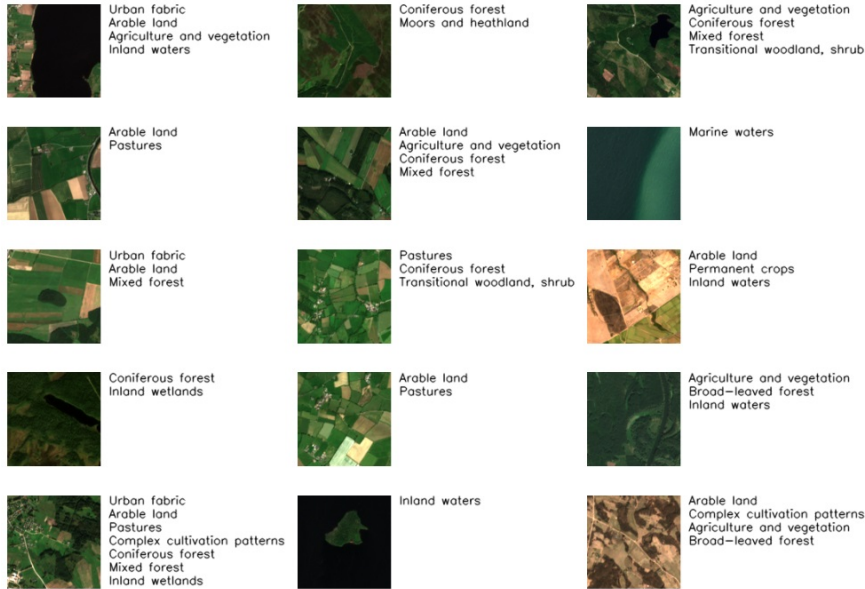 Urban fabric
Arable land
Agriculture and vegetation
Inland waters
Coniferous forest
Moors and heathland
Agriculture and vegetation
Coniferous forest
Mixed forest
Transitional woodland, shrub
Arable land
Pastures
Arable land
Agriculture and vegetation
Coniferous forest
Mixed forest
Marine waters
Urban fabric
Arable land
Mixed forest
Pastures
Coniferous forest
Transitional woodland, shrub
Arable land
Permanent crops
Inland waters
Coniferous forest
Inland wetlands
Arable land
Pastures
Agriculture and vegetation
Broad-leaved forest
Inland waters
Urban fabric
Arable land
Pastures
Complex cultivation patterns
Coniferous forest
Mixed forest
Inland wetlands
Inland waters
Arable land
Complex cultivation patterns
Agriculture and vegetation
Broad-leaved forest